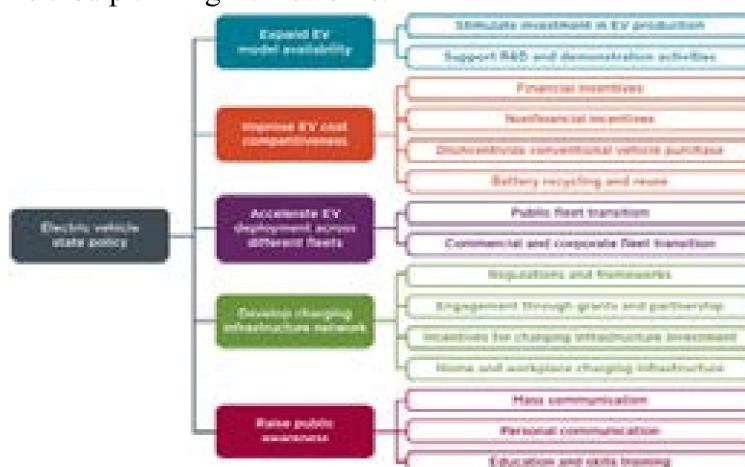 Electric vehicle
state policy
Expand EV
model availability
Stimulate investment in EV production
Support R&D and demonstration activities
Improve EV cost
competitiveness
Financial incentives
Nonfinancial incentives
Disincentivize conventional vehicle purchase
Battery recycling and reuse
Accelerate EV
deployment across
different fleets
Public fleet transition
Commercial and corporate fleet transition
Develop charging
infrastructure network
Regulations and frameworks
Engagement through grants and partnership
Incentives for charging infrastructure investment
Home and workplace charging infrastructure
Raise public
awareness
Mass communication
Personal communication
Education and skills training